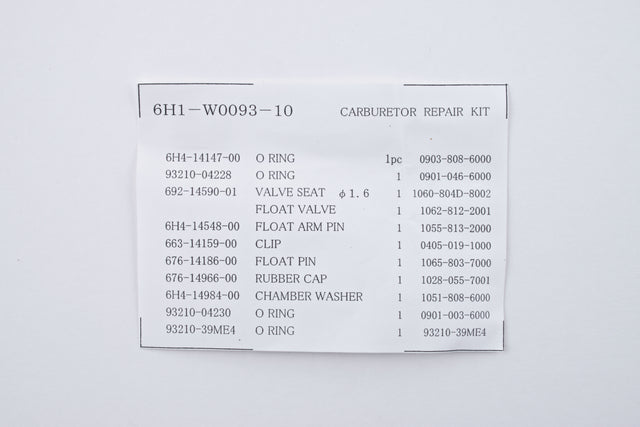 6H1-W0093-10 CARBURETOR REPAIR KIT
6H4-14147-00 O RING 1pc 0903-808-6000
93210-04228 O RING 1 0901-046-6000
692-14590-01 VALVE SEAT φ1.6 1 1060-804D-8002
FLOAT VALVE 1 1062-812-2001
6H4-14548-00 FLOAT ARM PIN 1 1055-813-2000
663-14159-00 CLIP 1 0405-019-1000
676-14186-00 FLOAT PIN 1 1065-803-7000
676-14966-00 RUBBER CAP 1 1028-055-7001
6H4-14984-00 CHAMBER WASHER 1 1051-808-6000
93210-04230 O RING 1 0901-003-6000
93210-39ME4 O RING 1 93210-39ME4